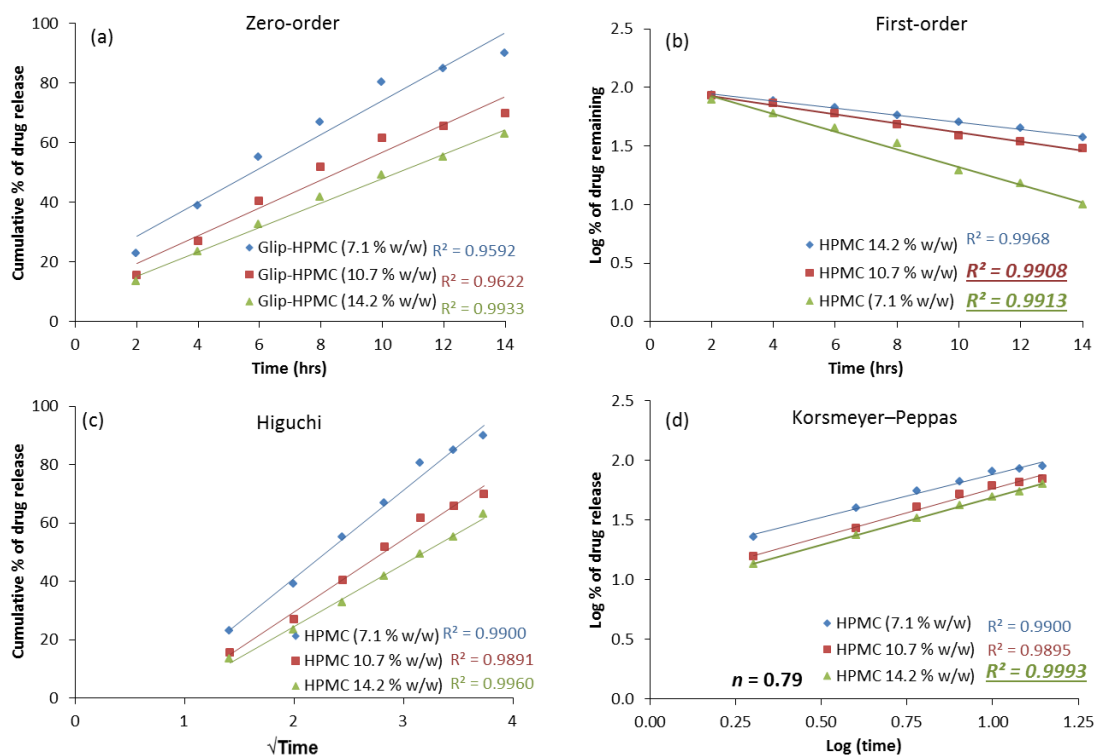 (a)
Zero-order
Cumulative % of drug release
100
80
60
40
20
0
Glip-HPMC (7.1 % w/w) R² = 0.9592
Glip-HPMC (10.7 % w/w) R² = 0.9622
Glip-HPMC (14.2 % w/w) R² = 0.9933
0 2 4 6 8 10 12 14
Time (hrs)
(b)
First-order
Log % of drug remaining
2.5
2.0
1.5
1.0
0.5
0.0
HPMC 14.2% w/w) R² = 0.9968
HPMC 10.7 % w/w) R² = 0.9908
HPMC (7.1 % w/w) R² = 0.9913
0 2 4 6 8 10 12 14
Time (hrs)
(c)
Higuchi
Cumulative % of drug release
100
80
60
40
20
0
HPMC (7.1 % w/w) R² = 0.9900
HPMC 10.7 % w/w) R² = 0.9891
HPMC 14.2 % w/w) R² = 0.9960
0 1 2 3 4
√Time
(d)
Korsmeyer–Peppas
Log % of drug release
2.5
2.0
1.5
1.0
0.5
0.0
HPMC (7.1 % w/w) R² = 0.9900
HPMC 10.7 % w/w) R² = 0.9895
n = 0.79 HPMC 14.2 % w/w) R² = 0.9993
0.00 0.25 0.50 0.75 1.00 1.25
Log (time)